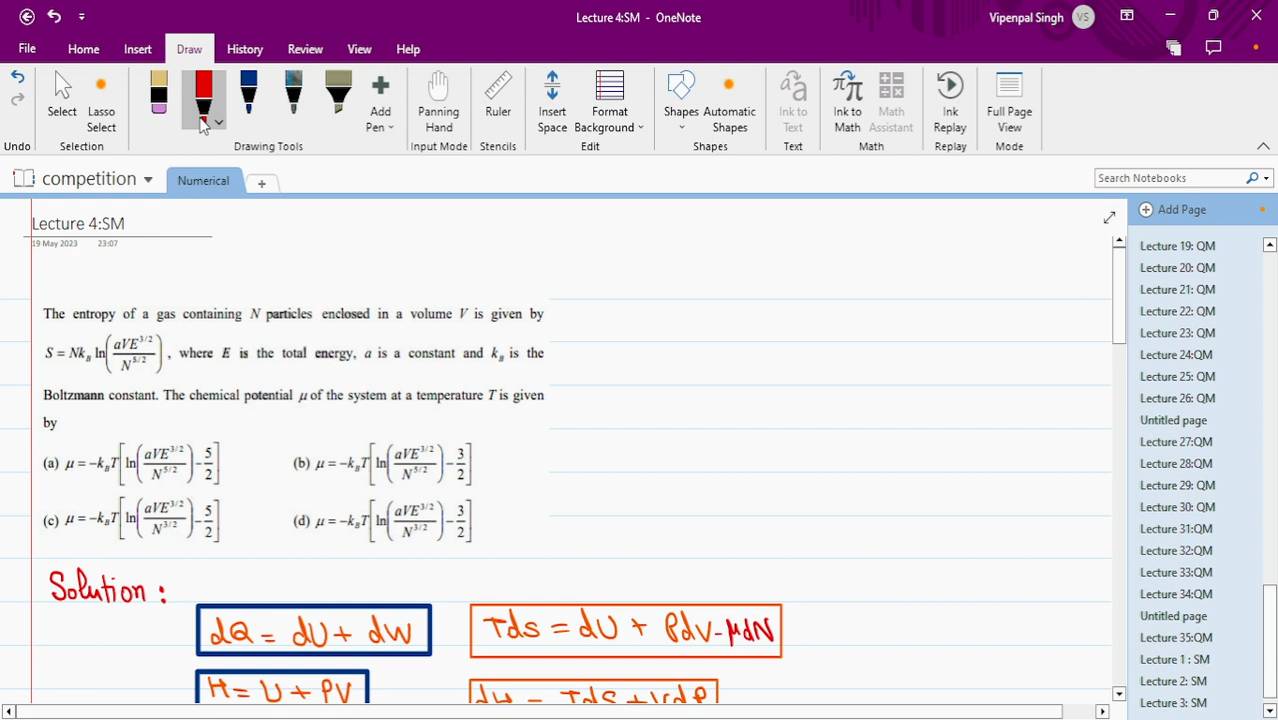 Lecture 4:SM - OneNote
Vipenpal Singh VS
File Home Insert Draw History Review View Help
Select Lasso Select Add Pen Panning Hand Ruler Insert Space Format Background Shapes Automatic Shapes Ink to Text Ink to Math Math Assistant Ink Replay Full Page View
Undo Selection Drawing Tools Input Mode Stencils Edit Shapes Text Math Replay Mode
competition Numerical Search Notebooks
Lecture 4:SM
19 May 2023 23:07
The entropy of a gas containing N particles enclosed in a volume V is given by
S = Nk_B ln(aVE^{3/2}/N^{5/2}), where E is the total energy, a is a constant and k_B is the
Boltzmann constant. The chemical potential μ of the system at a temperature T is given
by
(a) μ = -k_BT[ln(aVE^{3/2}/N^{5/2}) - 5/2] (b) μ = -k_BT[ln(aVE^{3/2}/N^{5/2}) - 3/2]
(c) μ = -k_BT[ln(aVE^{3/2}/N^{3/2}) - 5/2] (d) μ = -k_BT[ln(aVE^{3/2}/N^{3/2}) - 3/2]
Solution :
dQ = dU + dW TdS = dU + PdV - μdN
H = U + PV dH = TdS + VdP
Add Page
Lecture 19: QM
Lecture 20: QM
Lecture 21: QM
Lecture 22: QM
Lecture 23: QM
Lecture 24:QM
Lecture 25: QM
Lecture 26: QM
Untitled page
Lecture 27:QM
Lecture 28:QM
Lecture 29: QM
Lecture 30: QM
Lecture 31:QM
Lecture 32:QM
Lecture 33:QM
Lecture 34:QM
Untitled page
Lecture 35:QM
Lecture 1 : SM
Lecture 2: SM
Lecture 3: SM